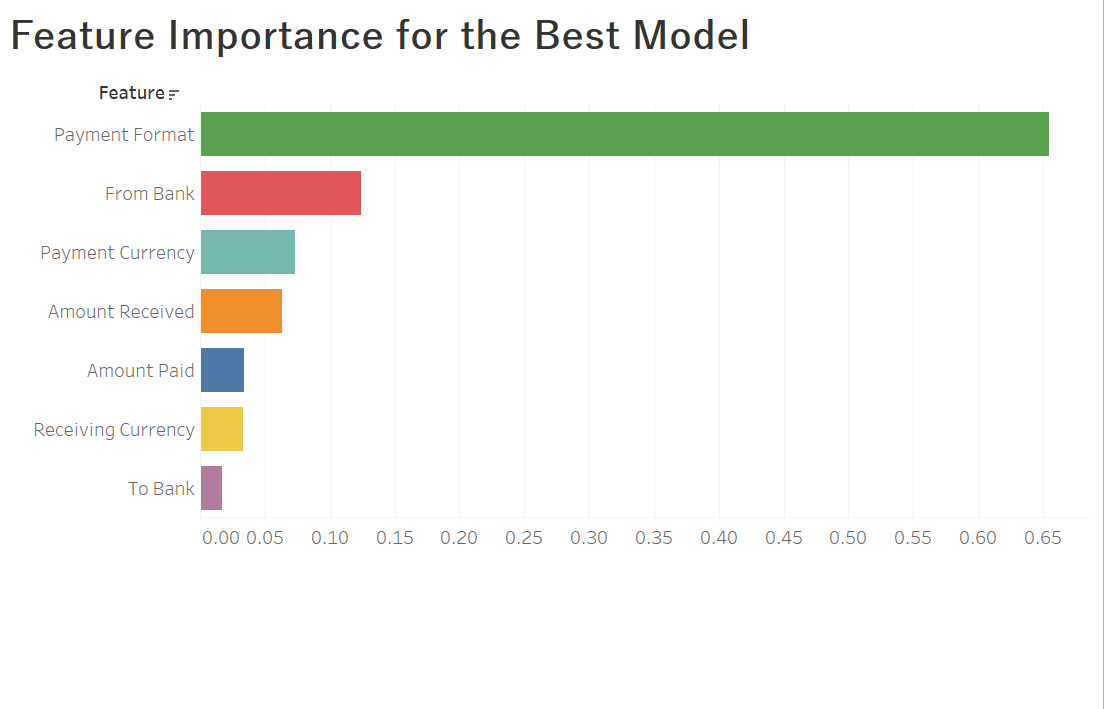 Feature Importance for the Best Model
Feature
Payment Format
From Bank
Payment Currency
Amount Received
Amount Paid
Receiving Currency
To Bank
0.00 0.05 0.10 0.15 0.20 0.25 0.30 0.35 0.40 0.45 0.50 0.55 0.60 0.65